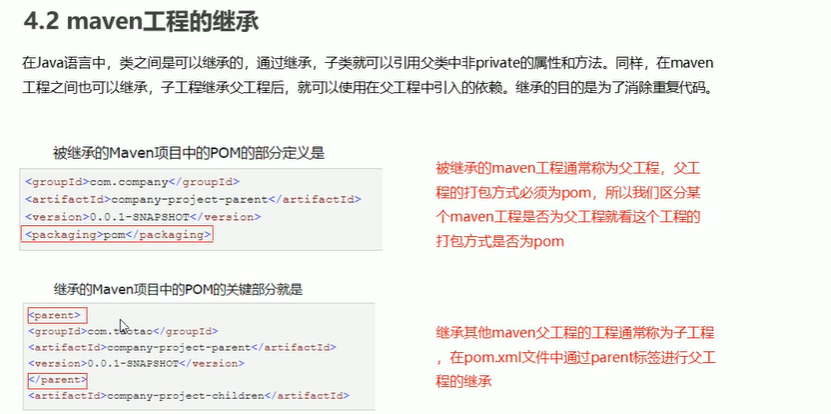 4.2 maven工程的继承
在Java语言中，类之间是可以继承的，通过继承，子类就可以引用父类中非private的属性和方法。同样，在maven
工程之间也可以继承，子工程继承父工程后，就可以使用在父工程中引入的依赖。继承的目的是为了消除重复代码。
被继承的Maven项目中的POM的部分定义是
<groupId>com.company</groupId>
<artifactId>company-project-parent</artifactId>
<version>0.0.1-SNAPSHOT</version>
<packaging>pom</packaging>
被继承的maven工程通常称为父工程，父工
程的打包方式必须为pom，所以我们区分某
个maven工程是否为父工程就看这个工程的
打包方式是否为pom
继承的Maven项目中的POM的关键部分就是
<parent>
<groupId>com.taotao</groupId>
<artifactId>company-project-parent</artifactId>
<version>0.0.1-SNAPSHOT</version>
</parent>
<artifactId>company-project-children</artifactId>
继承其他maven父工程的工程通常称为子工程
，在pom.xml文件中通过parent标签进行父工
程的继承